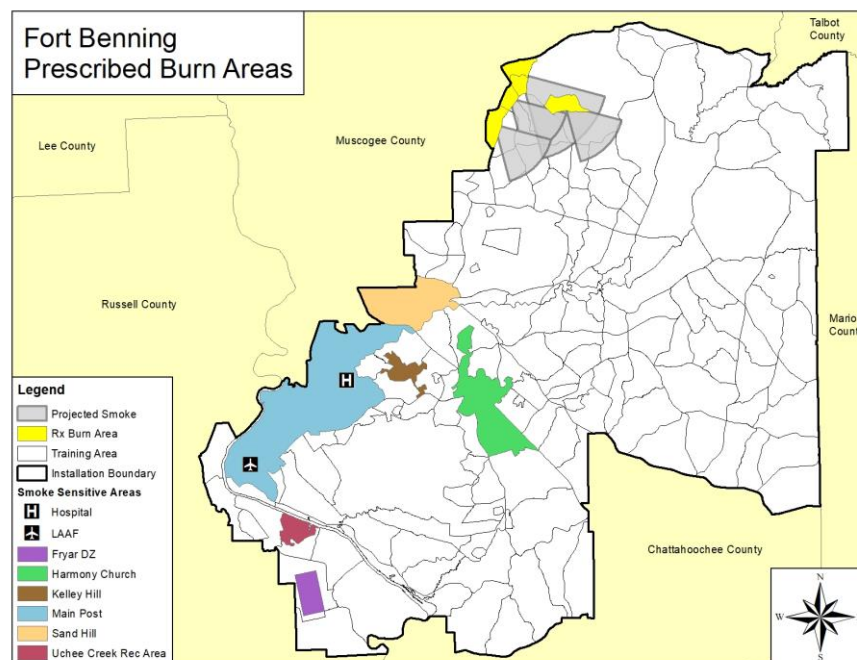 Fort Benning
Prescribed Burn Areas
Talbot
County
Lee County
Muscogee County
Russell County
Mario
Count
Chattahoochee County
Legend
Projected Smoke
Rx Burn Area
Training Area
Installation Boundary
Smoke Sensitive Areas
H
Hospital
LAAF
Fryar DZ
Harmony Church
Kelley Hill
Main Post
Sand Hill
Uchee Creek Rec Area
H
N
W
E
S